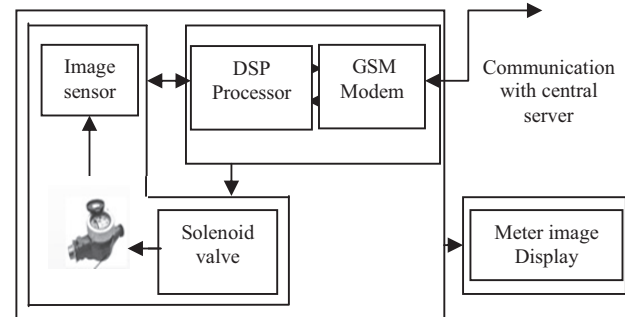 Image
sensor
DSP
Processor
GSM
Modem
Communication
with central
server
Solenoid
valve
Meter image
Display